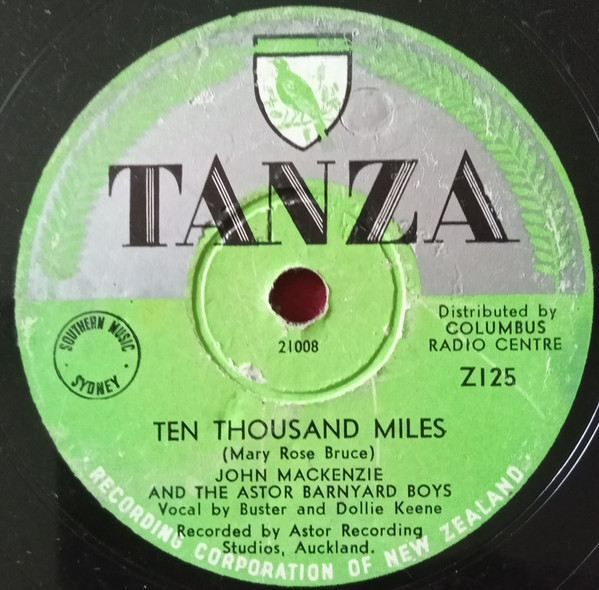 TANZA
Distributed by
COLUMBUS
RADIO CENTRE
Z125
21008
SOUTHERN MUSIC
· SYDNEY ·
TEN THOUSAND MILES
(Mary Rose Bruce)
JOHN MACKENZIE
AND THE ASTOR BARNYARD BOYS
Vocal by Buster and Dollie Keene
Recorded by Astor Recording
Studios, Auckland.
· RECORDING CORPORATION OF NEW ZEALAND ·